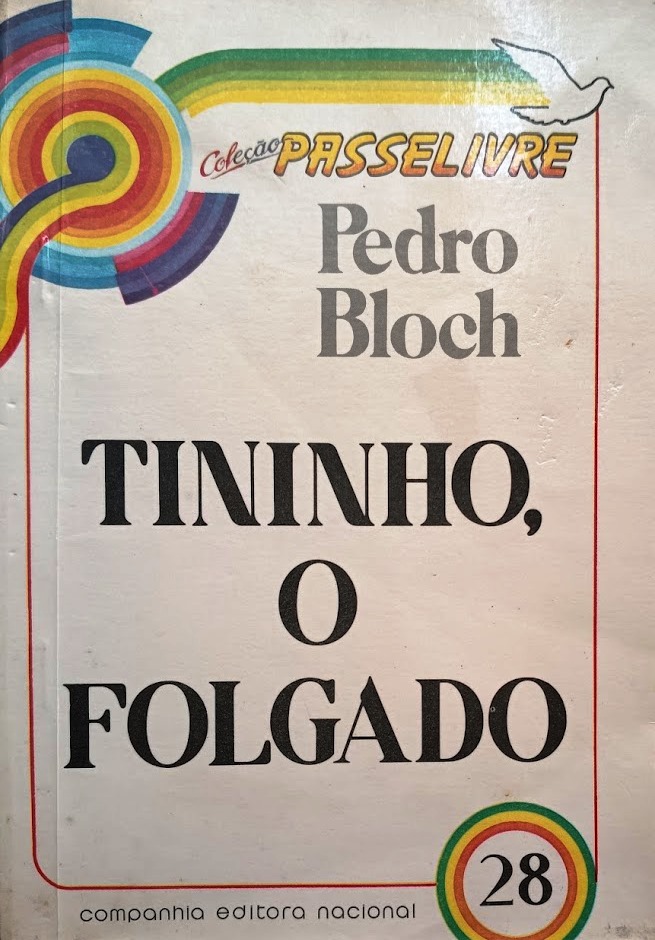 Coleção PASSELIVRE
Pedro
Bloch
TININHO,
O
FOLGADO
28
companhia editora nacional